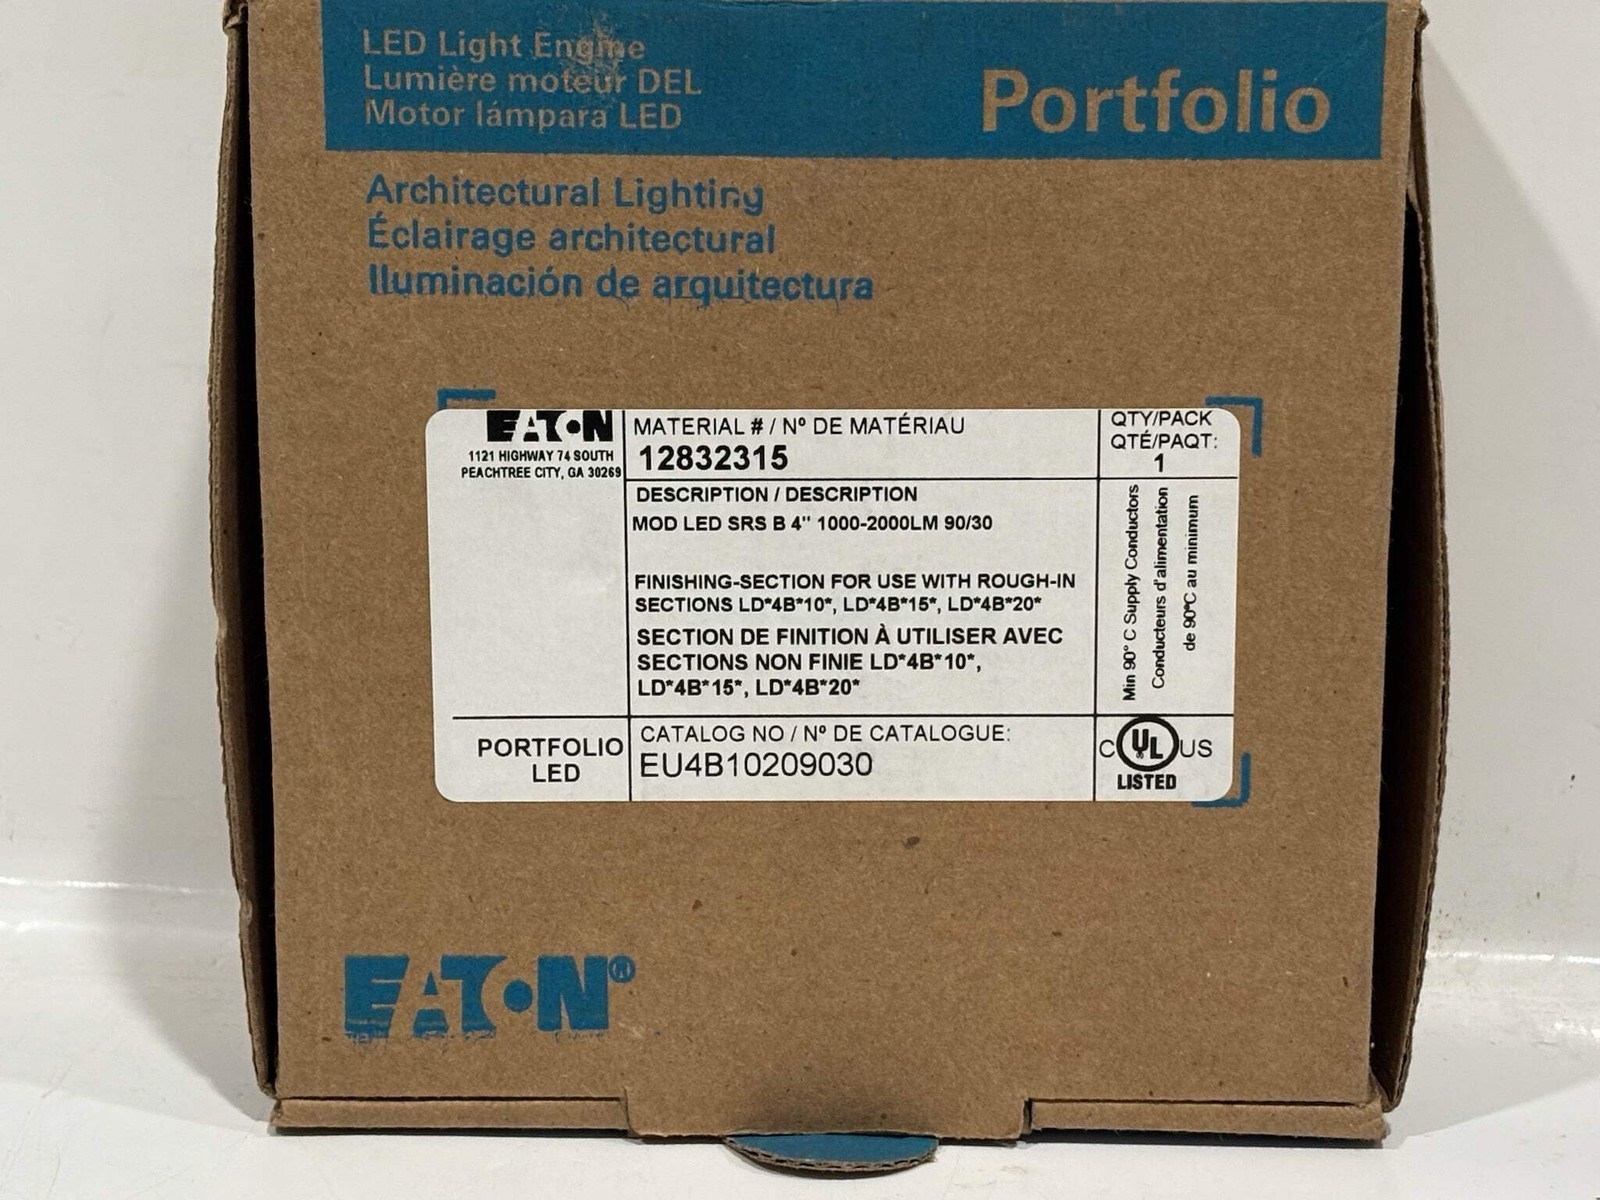 LED Light Engine
Lumière moteur DEL
Motor lámpara LED
Portfolio
Architectural Lighting
Éclairage architectural
Iluminación de arquitectura
EATON
1121 HIGHWAY 74 SOUTH
PEACHTREE CITY, GA 30269
MATERIAL # / Nº DE MATÉRIAU
12832315
QTY/PACK
QTÉ/PAQT:
1
DESCRIPTION / DESCRIPTION
MOD LED SRS B 4" 1000-2000LM 90/30
FINISHING-SECTION FOR USE WITH ROUGH-IN
SECTIONS LD*4B*10*, LD*4B*15*, LD*4B*20*
SECTION DE FINITION À UTILISER AVEC
SECTIONS NON FINIE LD*4B*10*,
LD*4B*15*, LD*4B*20*
Min 90° C Supply Conductors
Conducteurs d'alimentation
de 90°C au minimum
PORTFOLIO
LED
CATALOG NO / Nº DE CATALOGUE:
EU4B10209030
C UL US
LISTED
EATON®